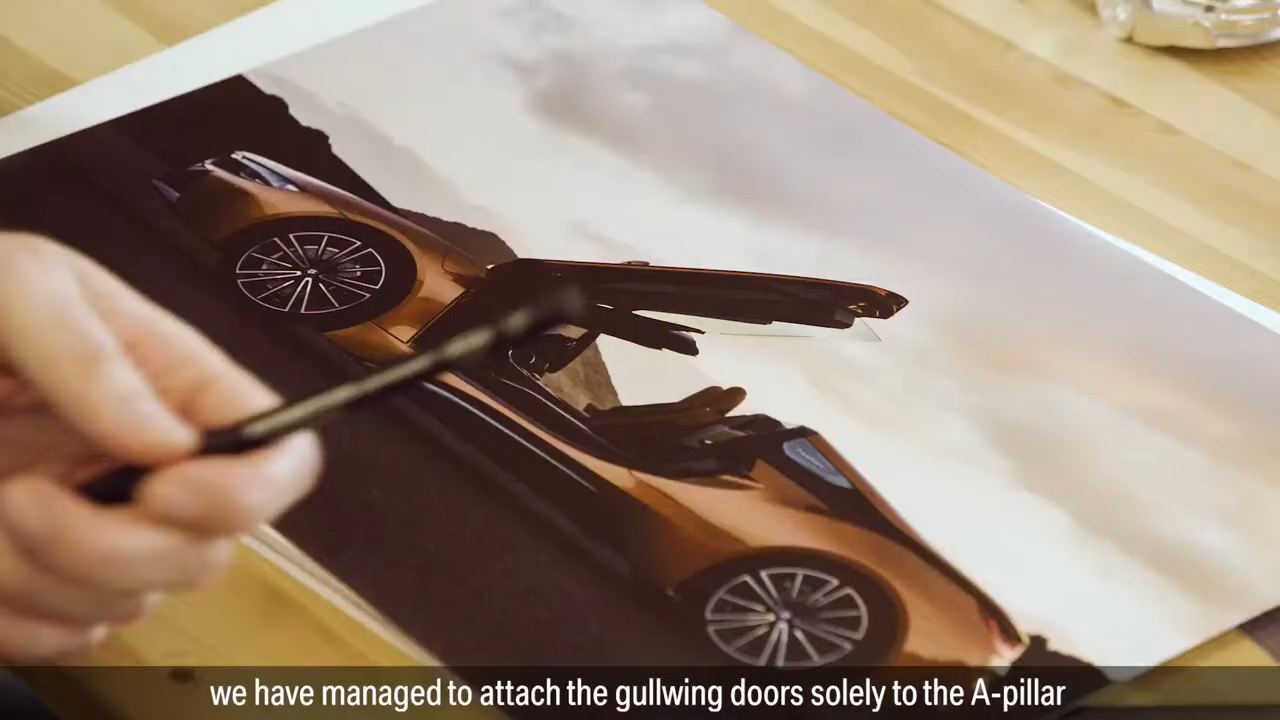 we have managed to attach the gullwing doors solely to the A-pillar